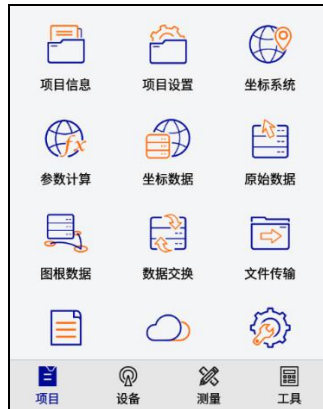 项目信息 项目设置 坐标系统
fx
参数计算 坐标数据 原始数据
图根数据 数据交换 文件传输
项目 设备 测量 工具